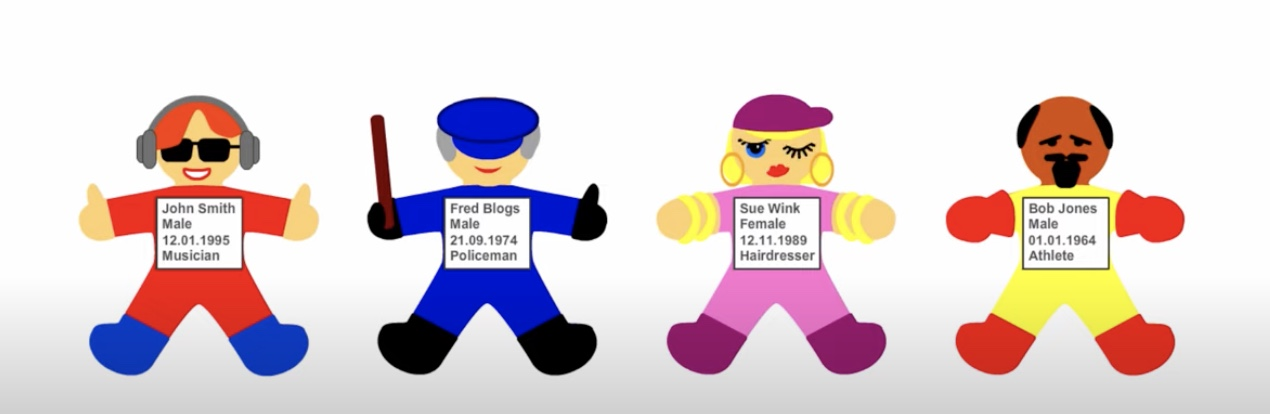 John Smith
Male
12.01.1995
Musician
Fred Blogs
Male
21.09.1974
Policeman
Sue Wink
Female
12.11.1989
Hairdresser
Bob Jones
Male
01.01.1964
Athlete